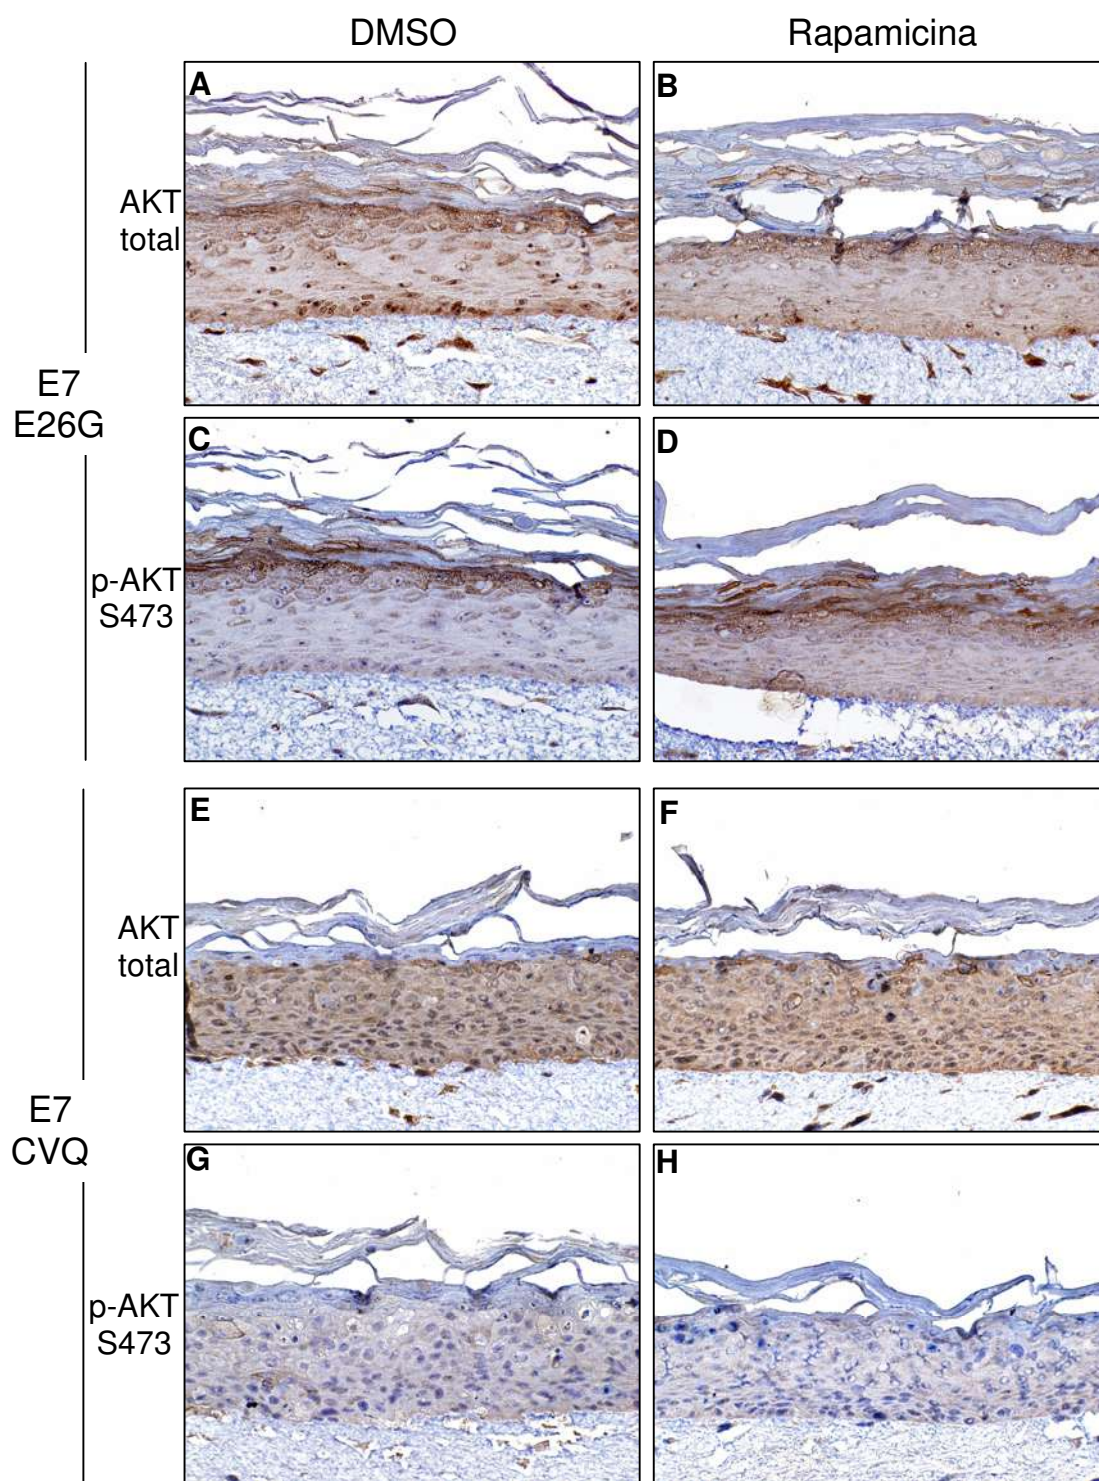 DMSO
Rapamicina
A
B
AKT
total
E7
E26G
C
D
p-AKT
S473
E
F
AKT
total
E7
CVQ
G
H
p-AKT
S473